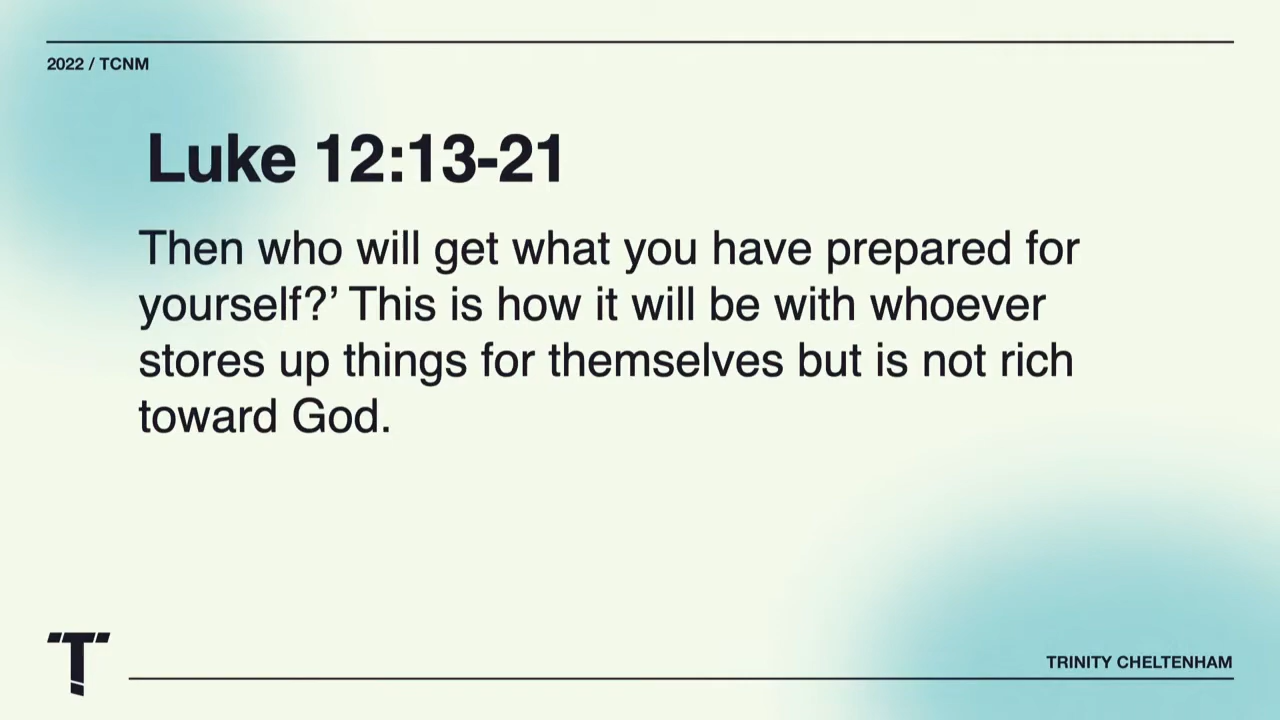 2022 / TCNM
Luke 12:13-21
Then who will get what you have prepared for
yourself?’ This is how it will be with whoever
stores up things for themselves but is not rich
toward God.
TRINITY CHELTENHAM